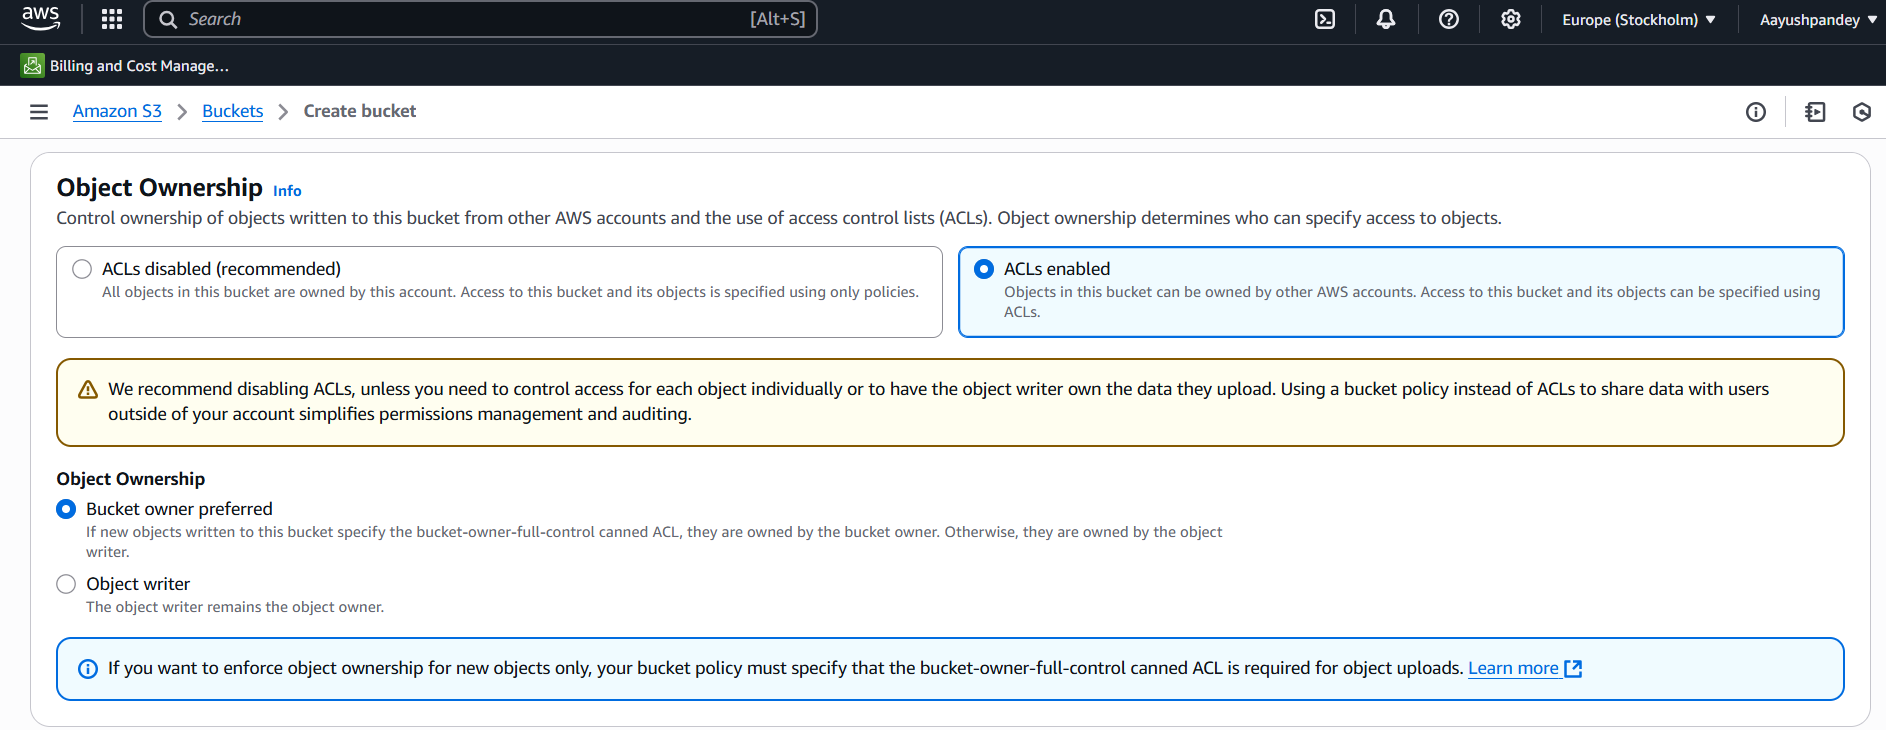 aws
Search [Alt+S]
Europe (Stockholm)
Aayushpandey
Billing and Cost Manage...
Amazon S3
Buckets
Create bucket
Object Ownership Info
Control ownership of objects written to this bucket from other AWS accounts and the use of access control lists (ACLs). Object ownership determines who can specify access to objects.
ACLs disabled (recommended)
All objects in this bucket are owned by this account. Access to this bucket and its objects is specified using only policies.
ACLs enabled
Objects in this bucket can be owned by other AWS accounts. Access to this bucket and its objects can be specified using
ACLs.
We recommend disabling ACLs, unless you need to control access for each object individually or to have the object writer own the data they upload. Using a bucket policy instead of ACLs to share data with users
outside of your account simplifies permissions management and auditing.
Object Ownership
Bucket owner preferred
If new objects written to this bucket specify the bucket-owner-full-control canned ACL, they are owned by the bucket owner. Otherwise, they are owned by the object
writer.
Object writer
The object writer remains the object owner.
If you want to enforce object ownership for new objects only, your bucket policy must specify that the bucket-owner-full-control canned ACL is required for object uploads. Learn more